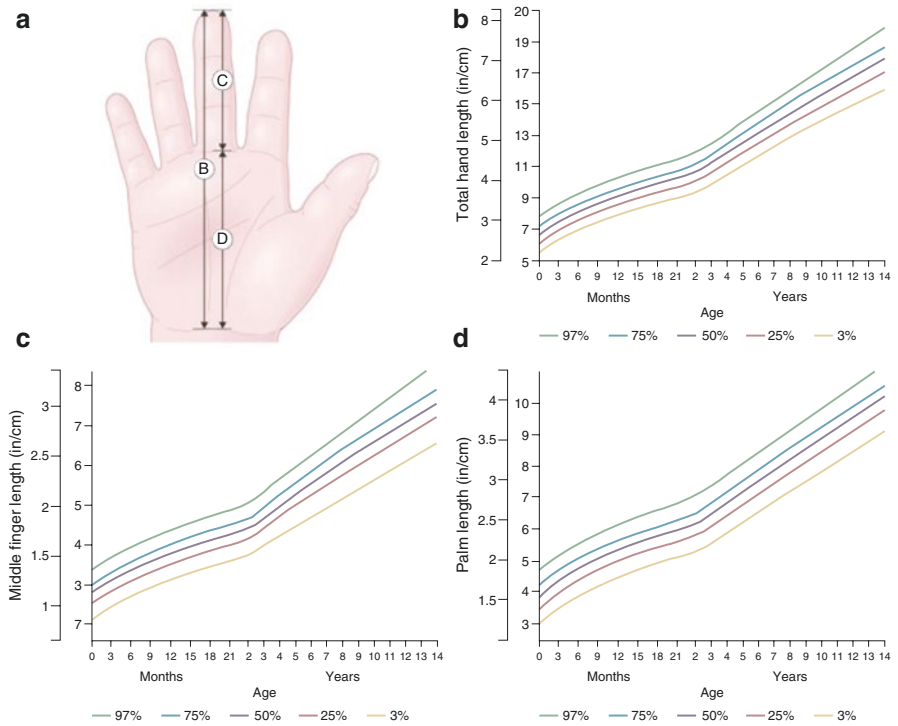 a
C
B
D
b
Total hand length (in/cm)
8
7
6
5
4
3
2
20
19
17
15
13
11
9
7
5
0 3 6 9 12 15 18 21 2 3 4 5 6 7 8 9 10 11 12 13 14
Months Years
Age
97% 75% 50% 25% 3%
c
Middle finger length (in/cm)
3
2.5
2
1.5
1
8
7
6
5
4
3
7
0 3 6 9 12 15 18 21 2 3 4 5 6 7 8 9 10 11 12 13 14
Months Years
Age
97% 75% 50% 25% 3%
d
Palm length (in/cm)
4
3.5
3
2.5
2
1.5
10
9
8
7
6
5
4
3
0 3 6 9 12 15 18 21 2 3 4 5 6 7 8 9 10 11 12 13 14
Months Years
Age
97% 75% 50% 25% 3%